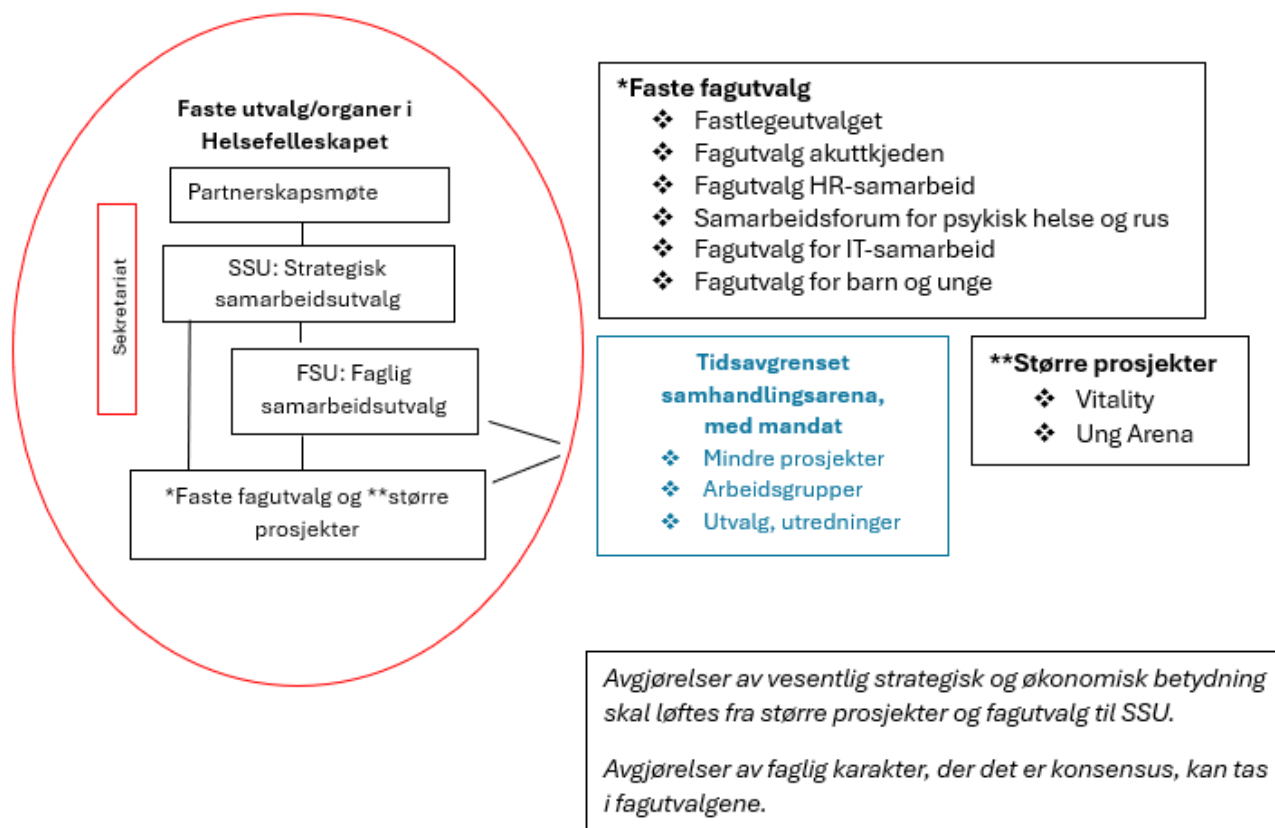 Faste utvalg/organer i
Helsefelleskapet
Partnerskapsmøte
Sekretariat
SSU: Strategisk
samarbeidsutvalg
FSU: Faglig
samarbeidsutvalg
*Faste fagutvalg og **større
prosjekter
*Faste fagutvalg
❖ Fastlegeutvalget
❖ Fagutvalg akuttkjeden
❖ Fagutvalg HR-samarbeid
❖ Samarbeidsforum for psykisk helse og rus
❖ Fagutvalg for IT-samarbeid
❖ Fagutvalg for barn og unge
Tidsavgrenset
samhandlingsarena,
med mandat
❖ Mindre prosjekter
❖ Arbeidsgrupper
❖ Utvalg, utredninger
**Større prosjekter
❖ Vitality
❖ Ung Arena
Avgjørelser av vesentlig strategisk og økonomisk betydning
skal løftes fra større prosjekter og fagutvalg til SSU.
Avgjørelser av faglig karakter, der det er konsensus, kan tas
i fagutvalgene.